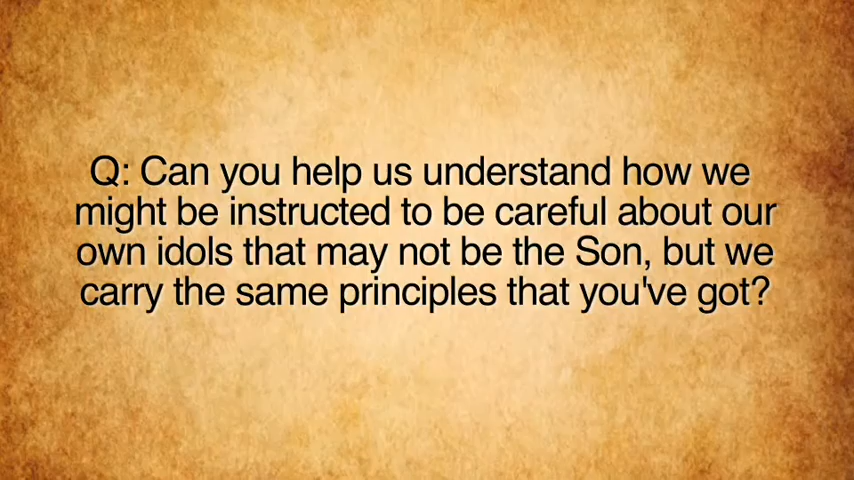 Q: Can you help us understand how we
might be instructed to be careful about our
own idols that may not be the Son, but we
carry the same principles that you've got?